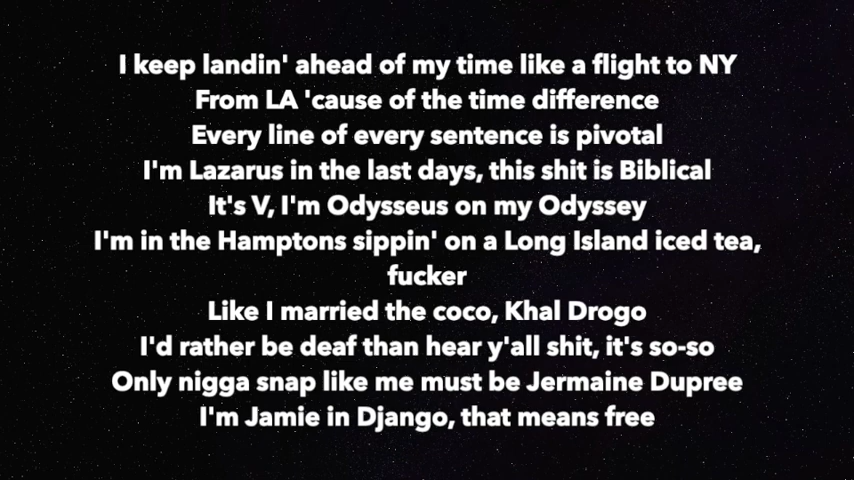 I keep landin' ahead of my time like a flight to NY
From LA 'cause of the time difference
Every line of every sentence is pivotal
I'm Lazarus in the last days, this shit is Biblical
It's V, I'm Odysseus on my Odyssey
I'm in the Hamptons sippin' on a Long Island iced tea,
fucker
Like I married the coco, Khal Drogo
I'd rather be deaf than hear y'all shit, it's so-so
Only nigga snap like me must be Jermaine Dupree
I'm Jamie in Django, that means free